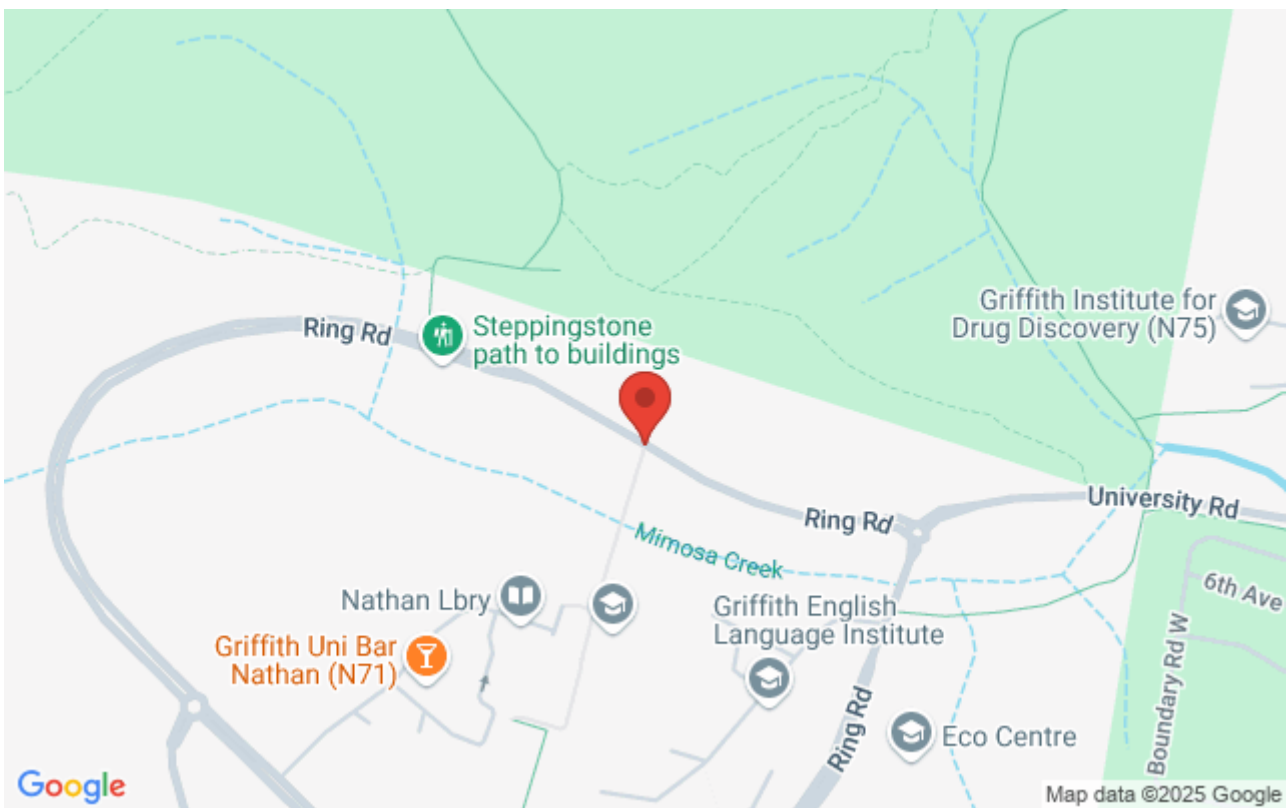 Ring Rd
Steppingstone
path to buildings
Griffith Institute for
Drug Discovery (N75)
University Rd
Ring Rd
Mimosa Creek
6th Ave
Nathan Lbry
Griffith English
Language Institute
Griffith Uni Bar
Nathan (N71)
Ring Rd
Eco Centre
Boundary Rd W
Google
Map data ©2025 Google